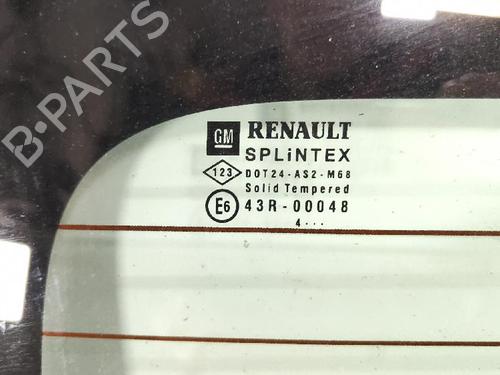 GM RENAULT
SPLiNTEX
123 DOT24-AS2-M68
Solid Tempered
E6 43R-00048
4 ...
B-PARTS